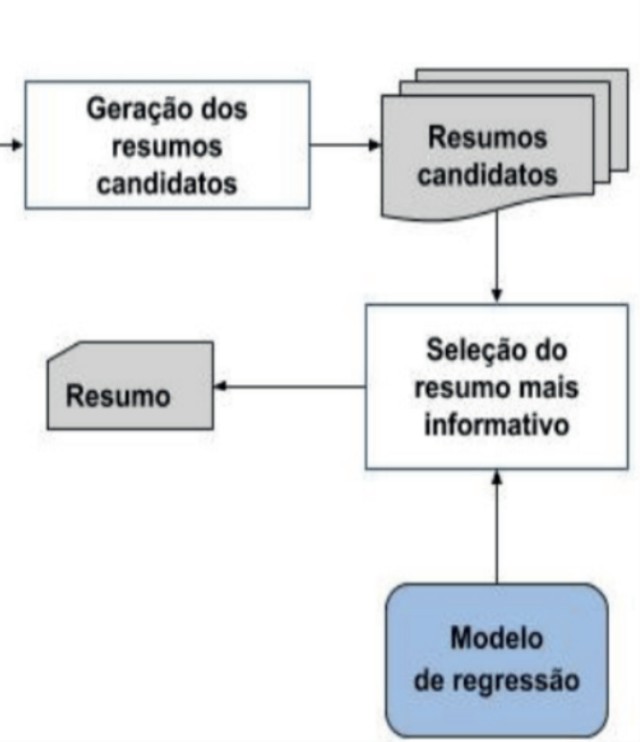 Geração dos
resumos
candidatos
Resumos
candidatos
Seleção do
resumo mais
informativo
Resumo
Modelo
de regressão